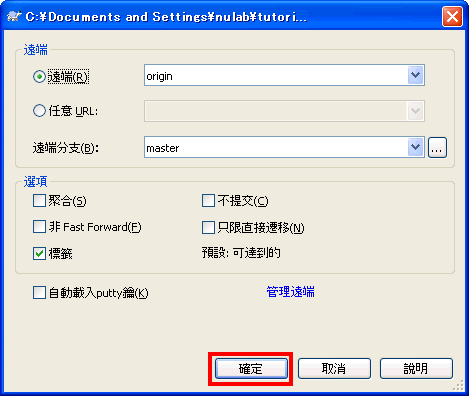 C:¥Documents and Settings¥nulab¥tutori...
遠端
遠端(R)
origin
任意 URL:
遠端分支(B):
master
...
選項
聚合(S)
不提交(C)
非 Fast Forward(F)
只限直接遷移(N)
標籤
預設: 可達到的
自動載入putty鑰(K)
管理遠端
確定
取消
說明